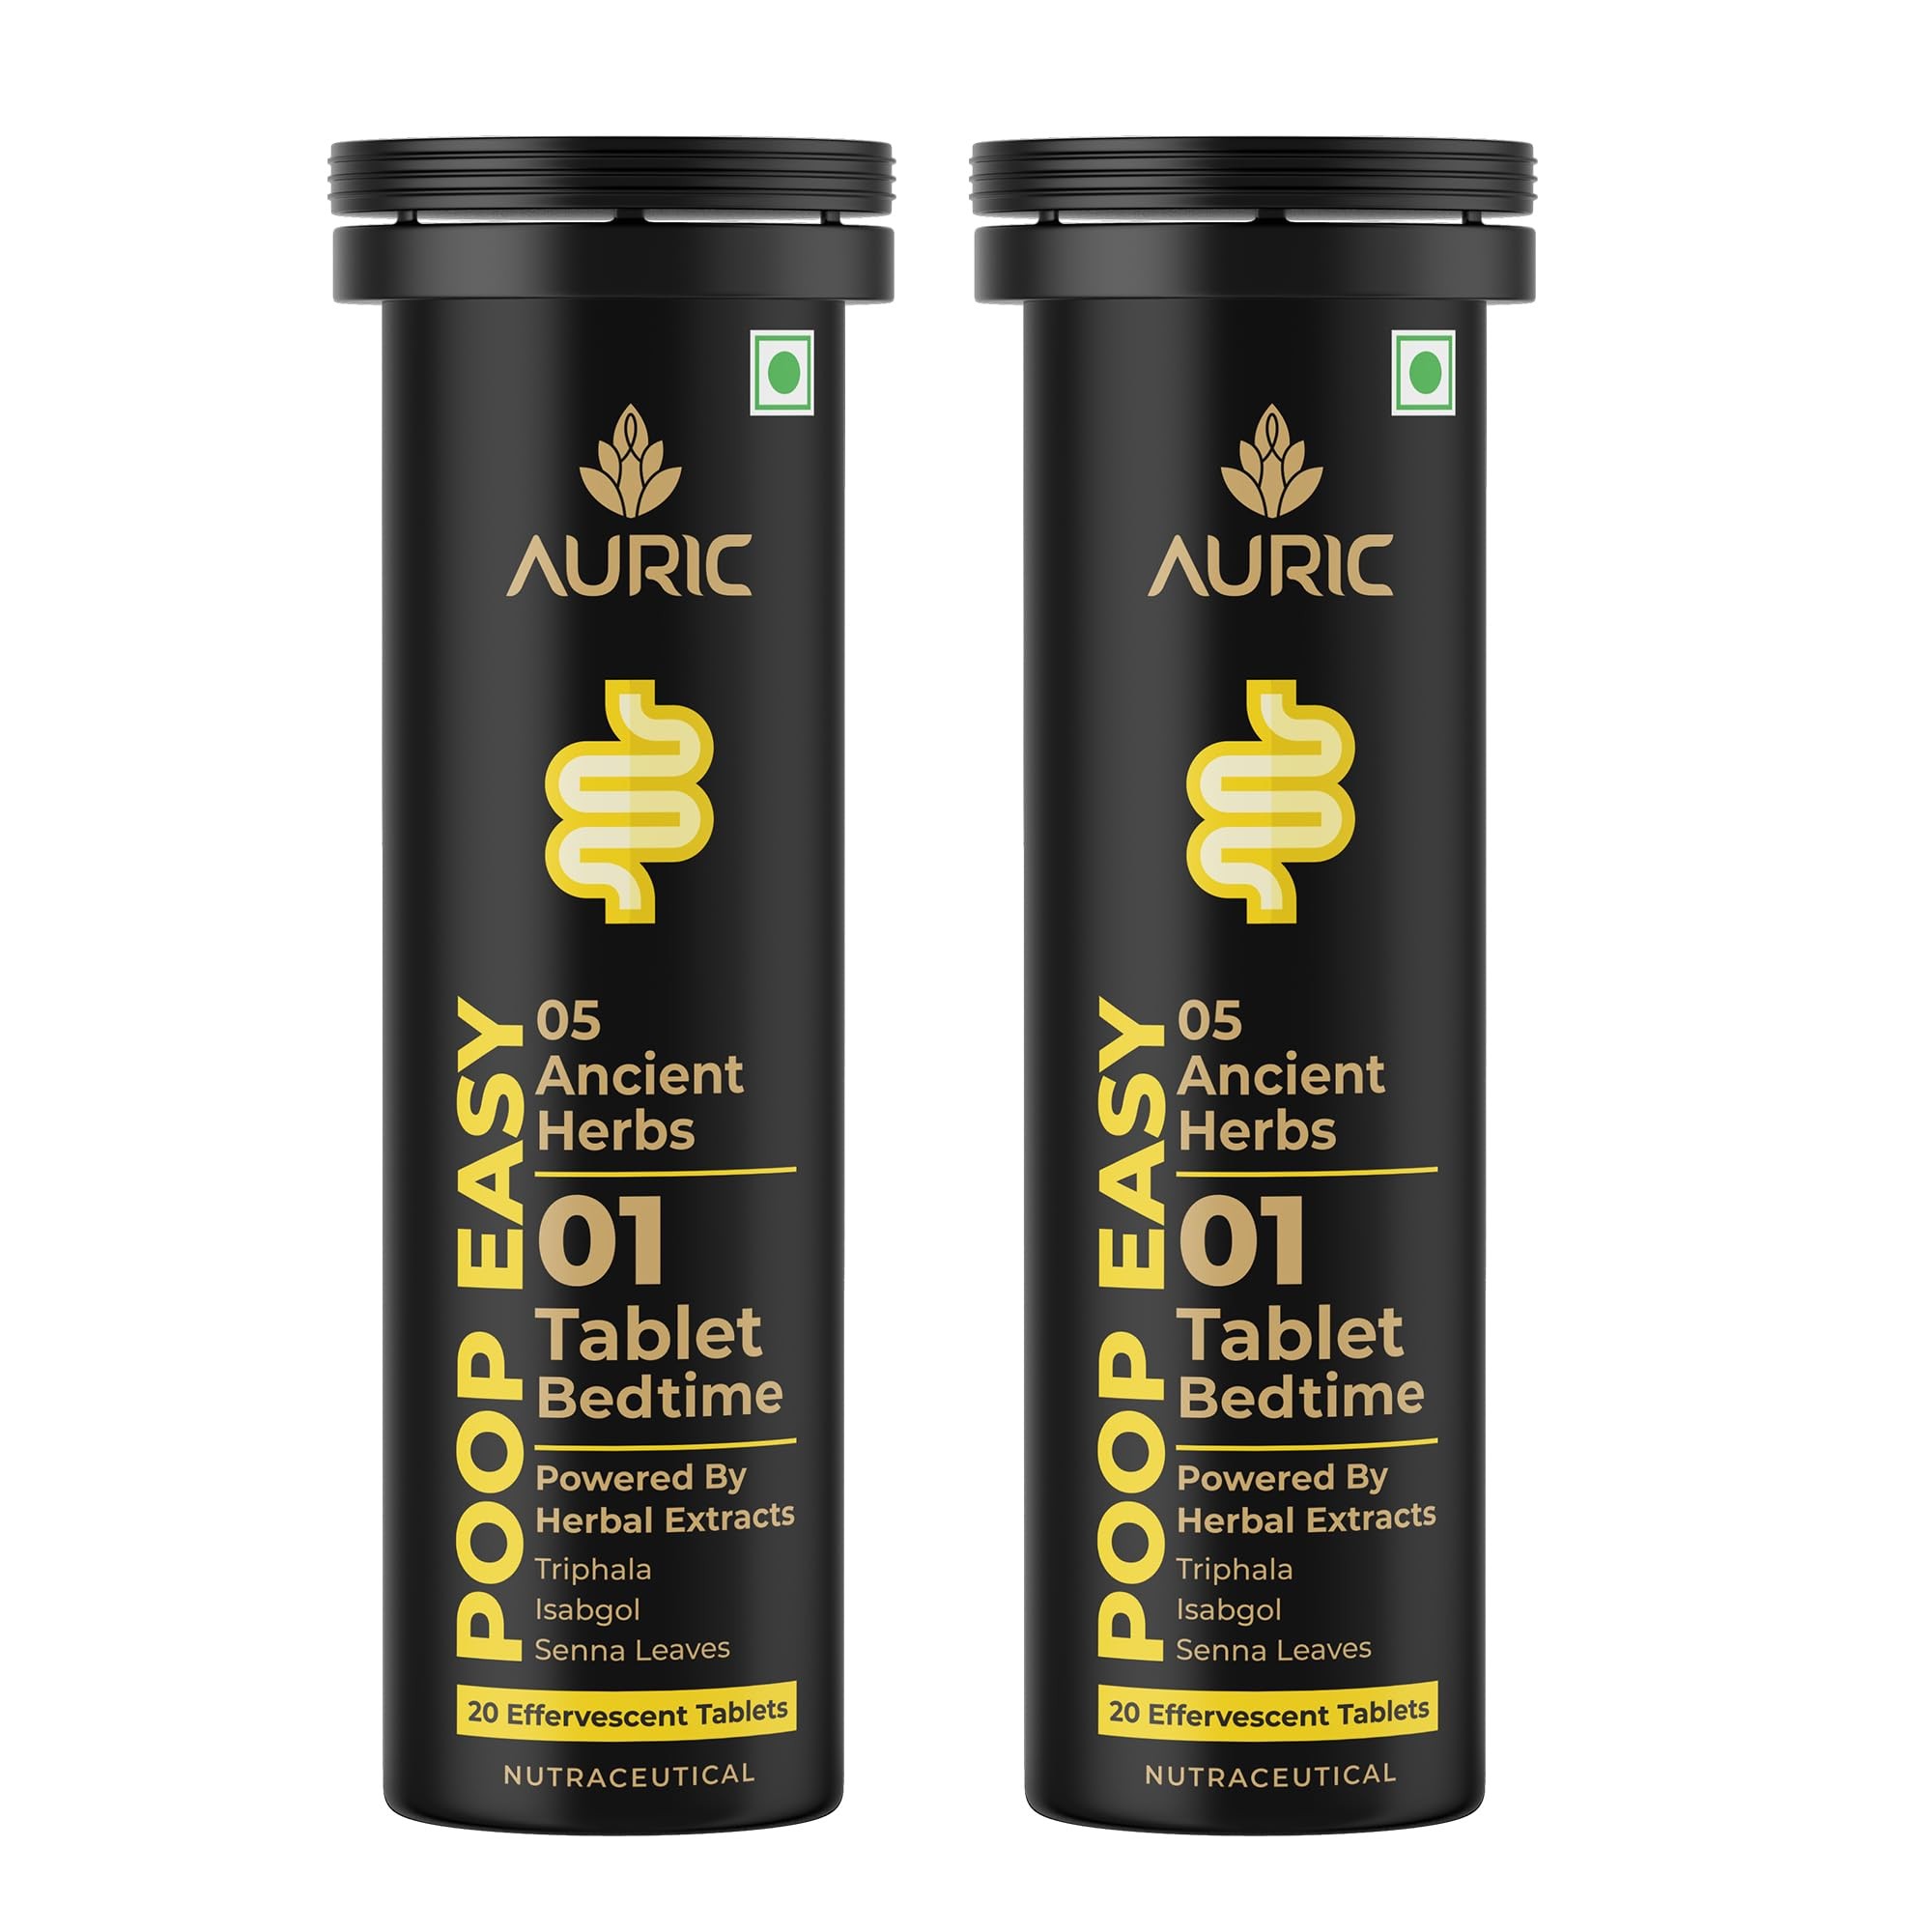 AURIC
POOP EASY
05
Ancient
Herbs
01
Tablet
Bedtime
Powered By
Herbal Extracts
Triphala
Isabgol
Senna Leaves
20 Effervescent Tablets
NUTRACEUTICAL
AURIC
POOP EASY
05
Ancient
Herbs
01
Tablet
Bedtime
Powered By
Herbal Extracts
Triphala
Isabgol
Senna Leaves
20 Effervescent Tablets
NUTRACEUTICAL